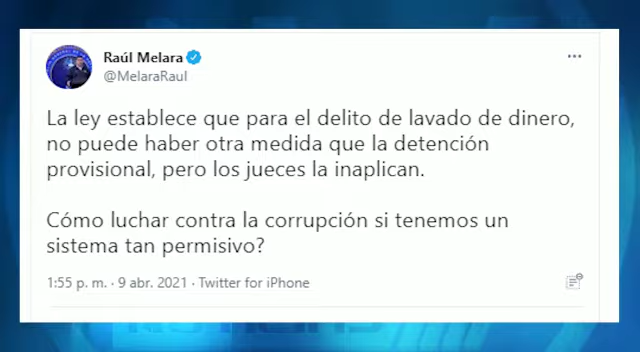 Raúl Melara
@MelaraRaul
La ley establece que para el delito de lavado de dinero,
no puede haber otra medida que la detención
provisional, pero los jueces la inaplican.
Cómo luchar contra la corrupción si tenemos un
sistema tan permisivo?
1:55 p. m. · 9 abr. 2021 · Twitter for iPhone